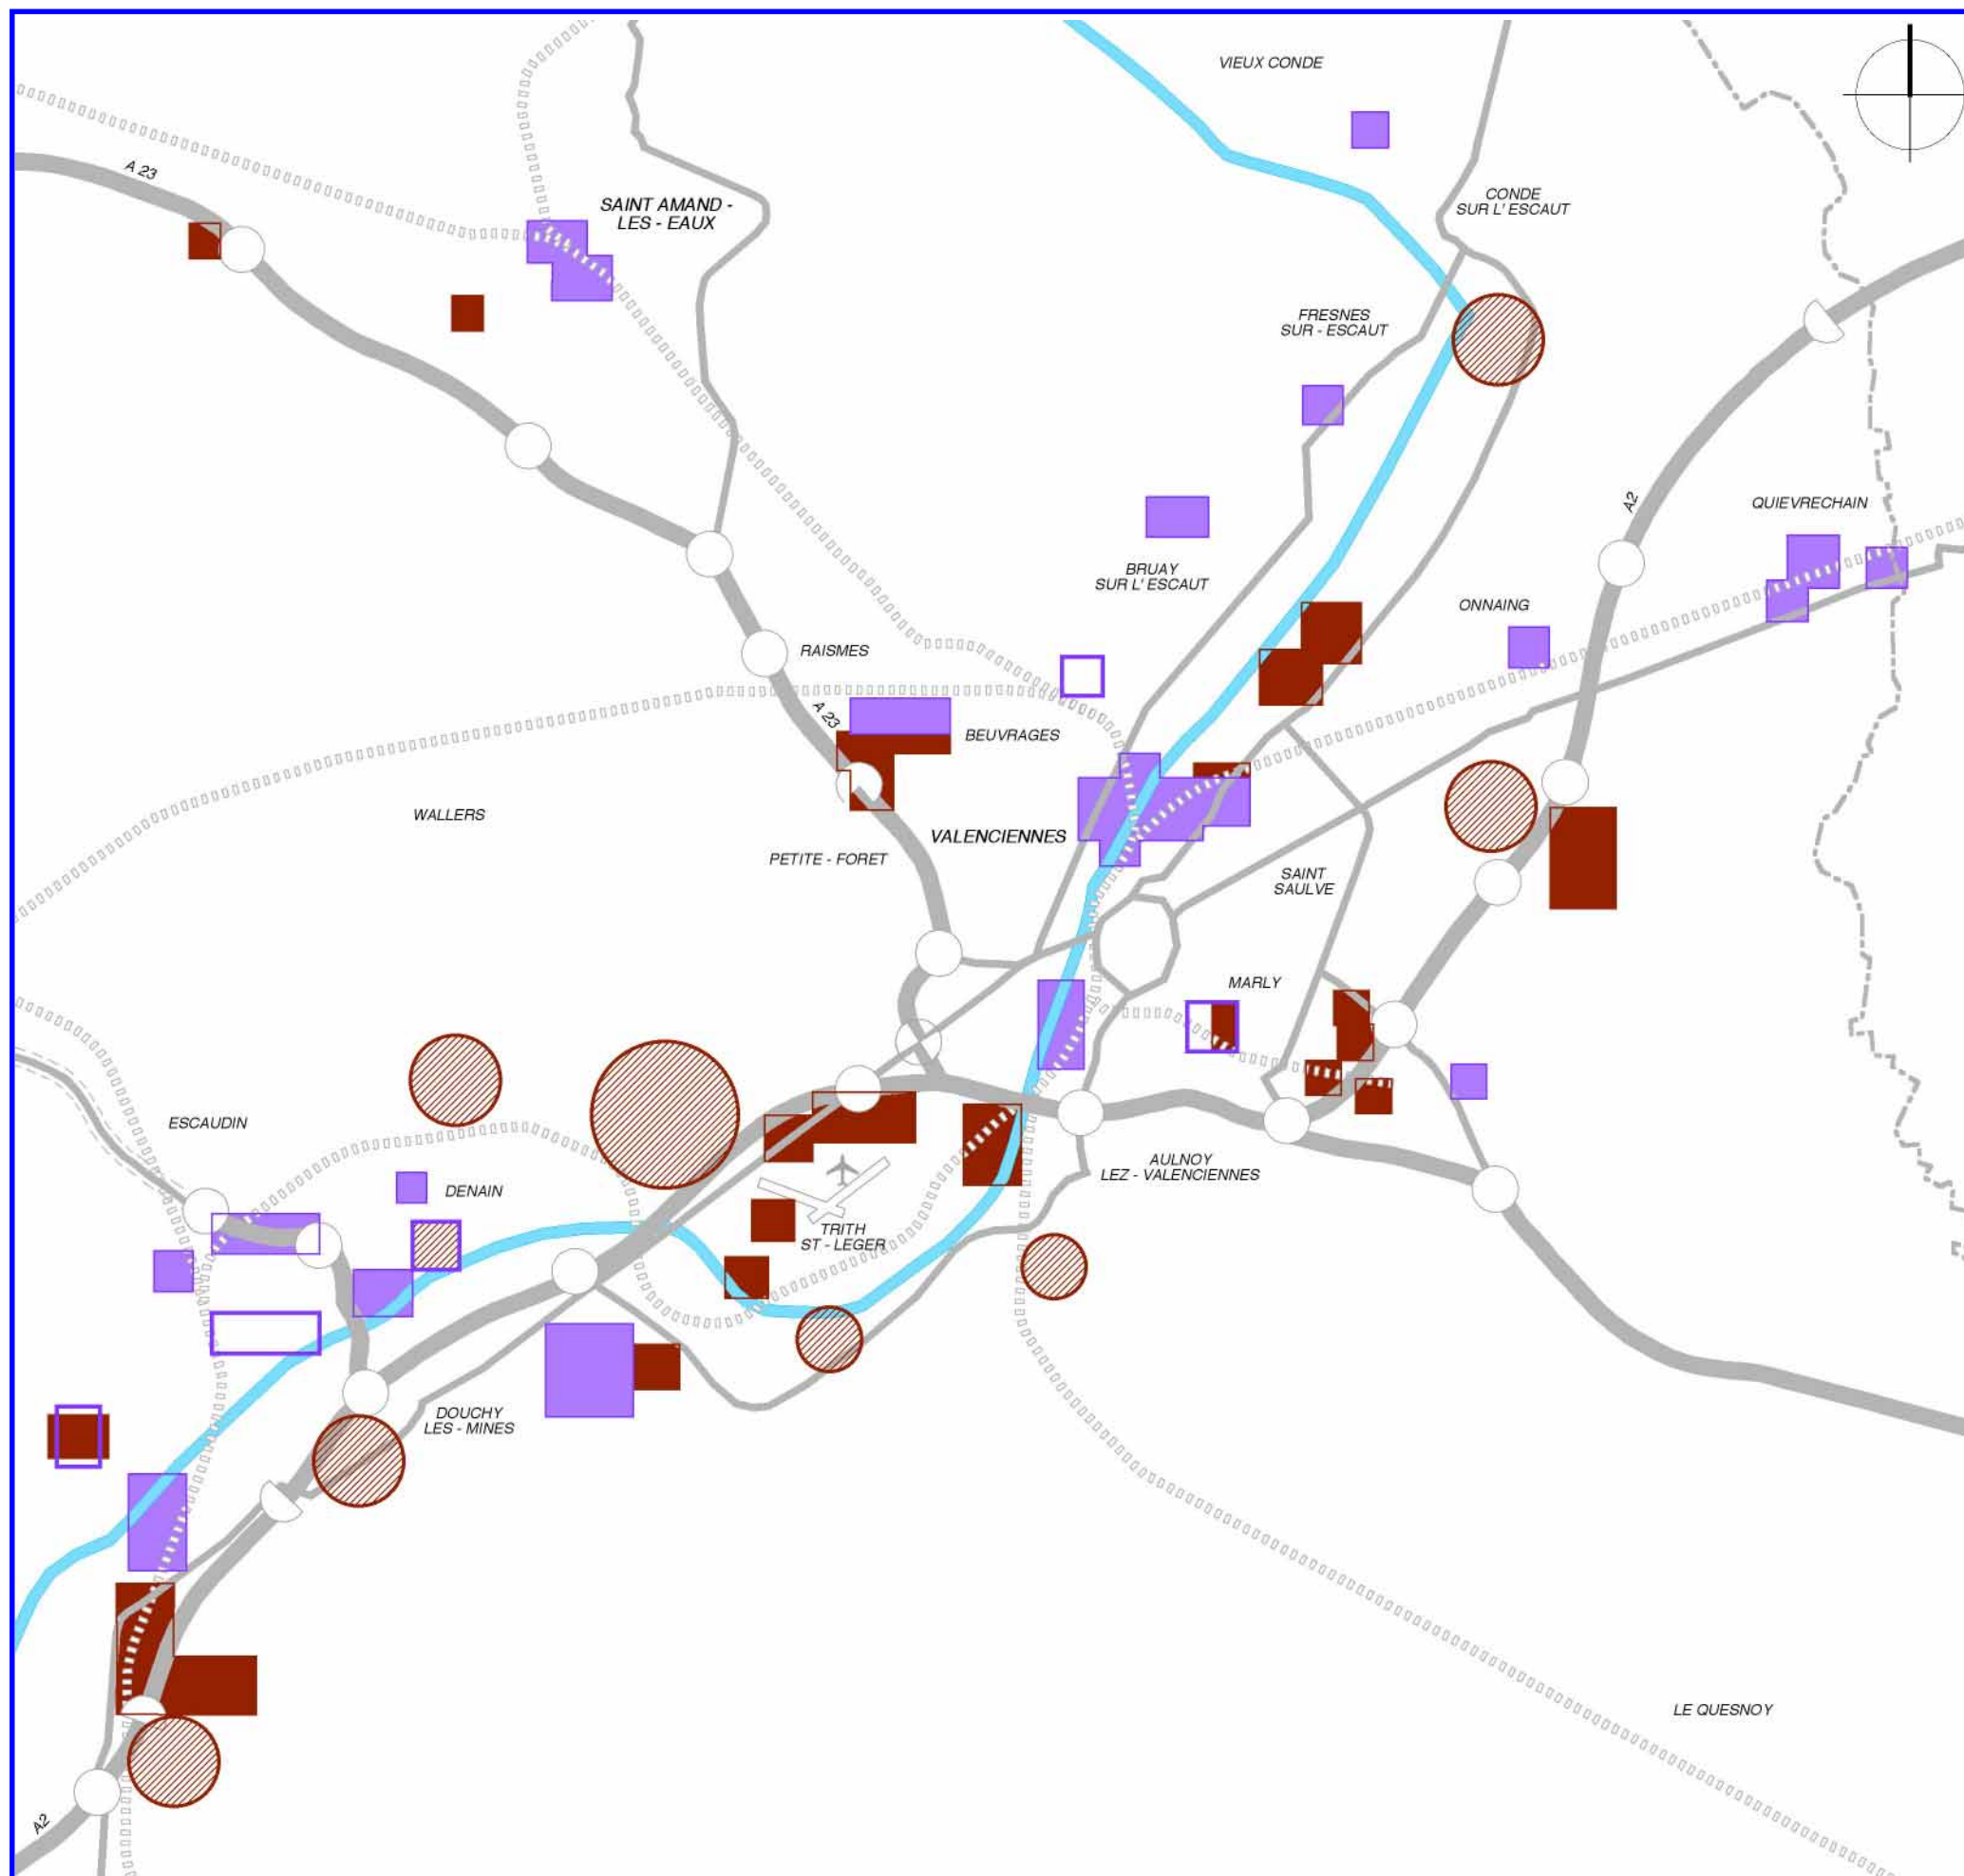 VIEUX CONDE
A 23
SAINT AMAND -
LES - EAUX
CONDE
SUR L' ESCAUT
FRESNES
SUR - ESCAUT
A2
QUIEVRECHAIN
BRUAY
SUR L' ESCAUT
ONNAING
RAISMES
A 23
BEUVRAGES
WALLERS
VALENCIENNES
PETITE - FORET
SAINT
SAULVE
MARLY
ESCAUDIN
AULNOY
LEZ - VALENCIENNES
DENAIN
TRITH
ST - LEGER
DOUCHY
LES - MINES
LE QUESNOY
A2